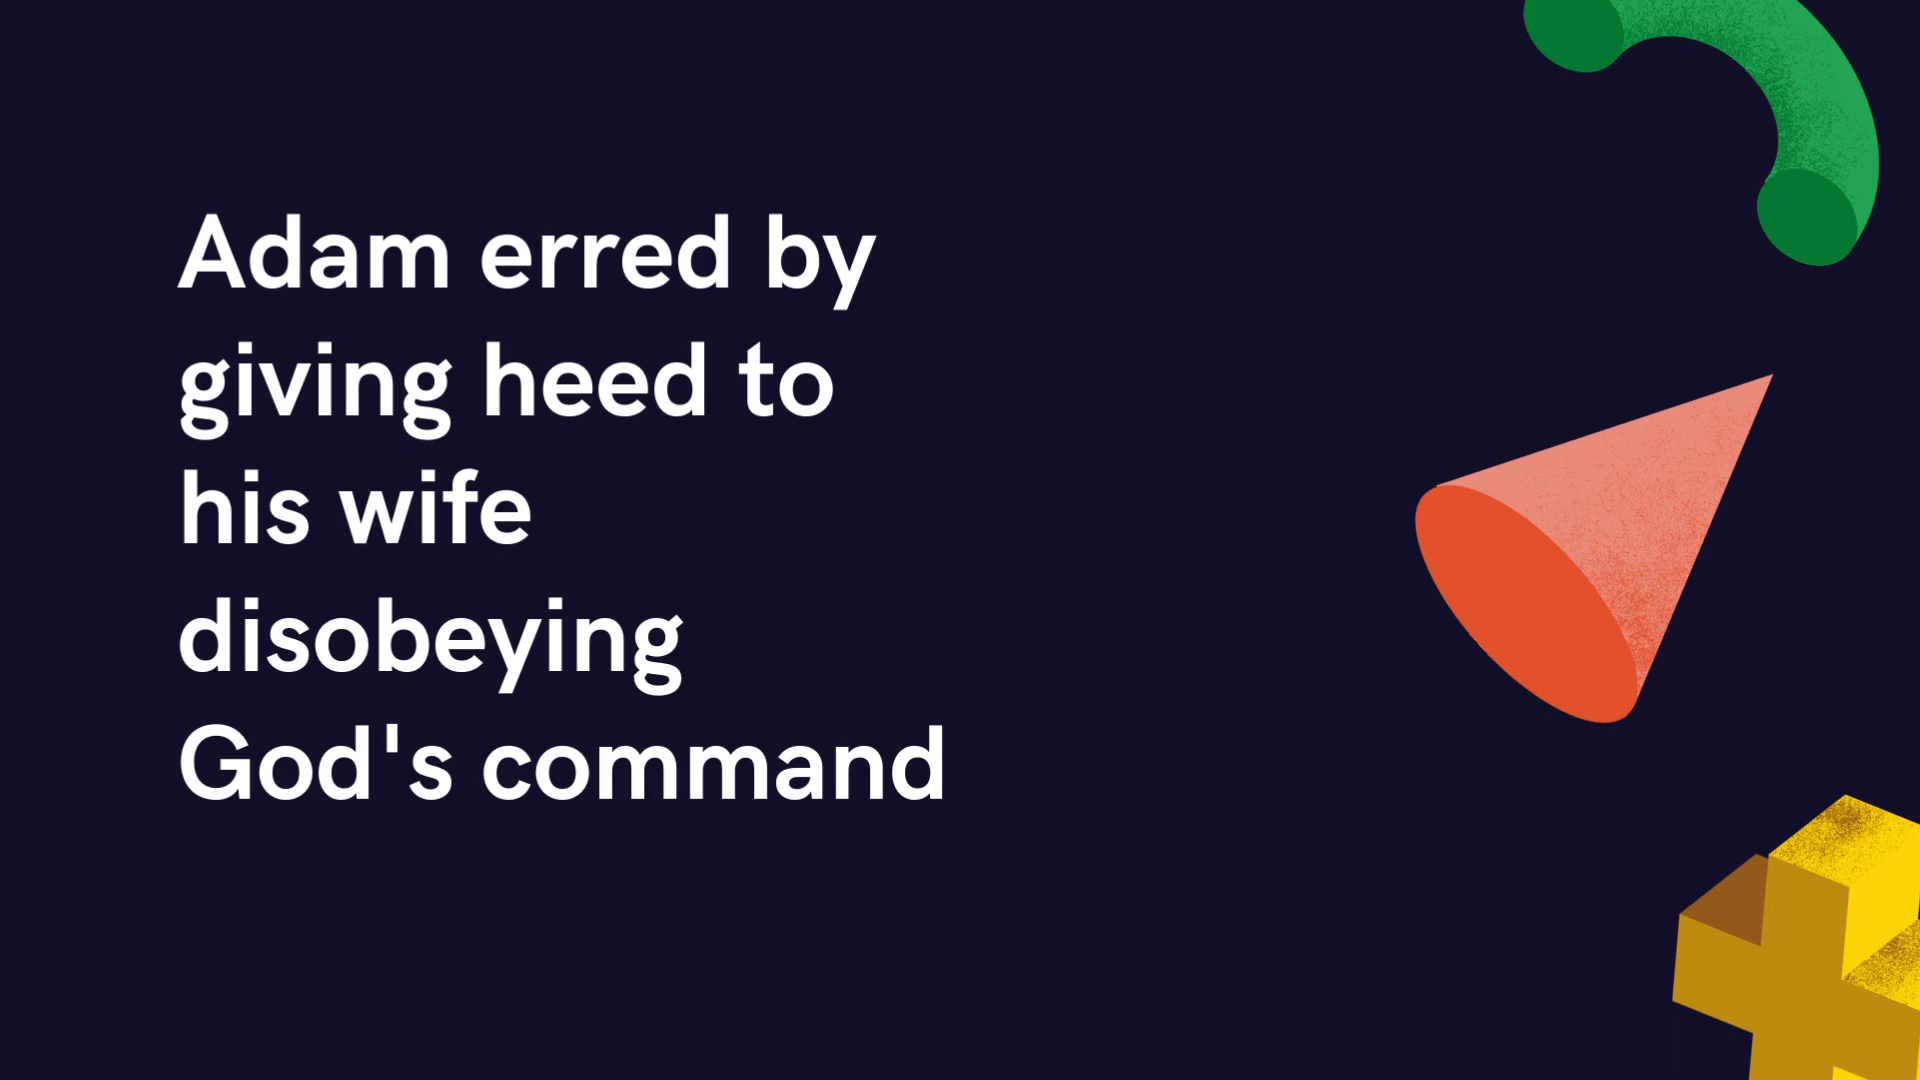 Adam erred by
giving heed to
his wife
disobeying
God's command